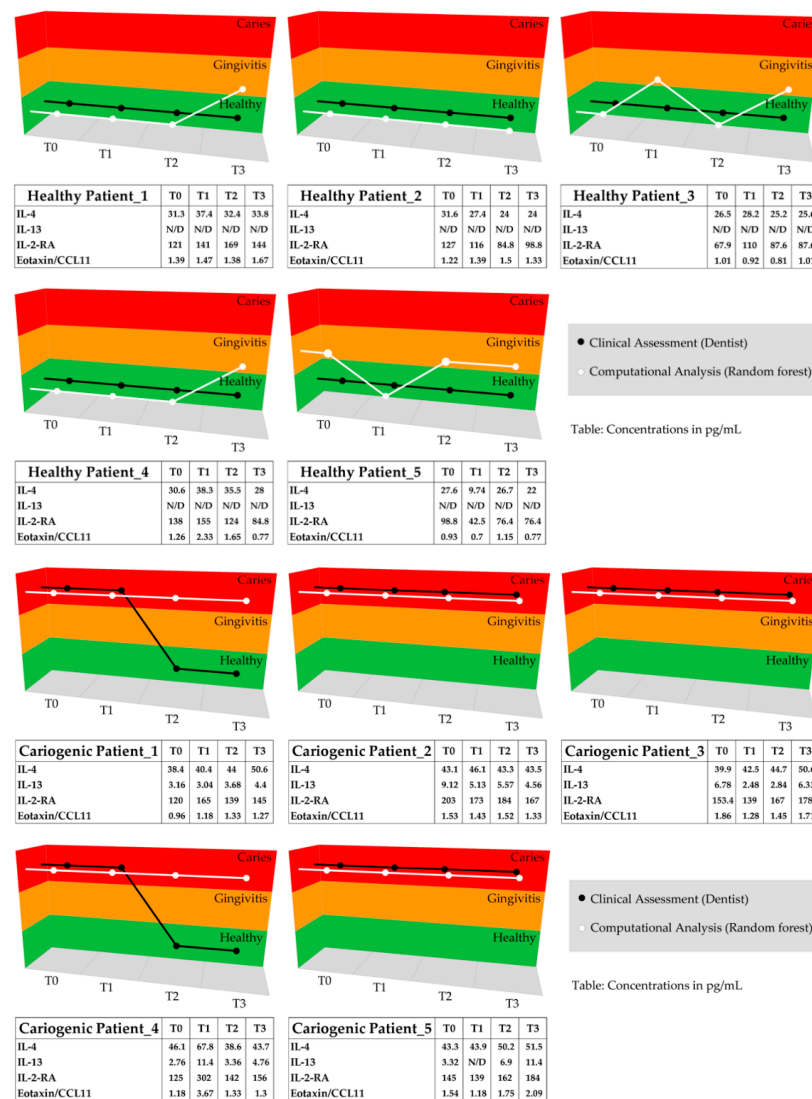 Caries
Gingivitis
Healthy
T0
T1
T2
T3
Caries
Gingivitis
Healthy
T0
T1
T2
T3
Caries
Gingivitis
Healthy
T0
T1
T2
T3
Healthy Patient_1 T0 T1 T2 T3
IL-4 31.3 37.4 32.4 33.8
IL-13 N/D N/D N/D N/D
IL-2-RA 121 141 169 144
Eotaxin/CCL11 1.39 1.47 1.38 1.67
Healthy Patient_2 T0 T1 T2 T3
IL-4 31.6 27.4 24 24
IL-13 N/D N/D N/D N/D
IL-2-RA 127 116 84.8 98.8
Eotaxin/CCL11 1.22 1.39 1.5 1.33
Healthy Patient_3 T0 T1 T2 T3
IL-4 26.5 28.2 25.2 25.6
IL-13 N/D N/D N/D N/D
IL-2-RA 67.9 110 87.6 87.6
Eotaxin/CCL11 1.01 0.92 0.81 1.01
Caries
Gingivitis
Healthy
T0
T1
T2
T3
Caries
Gingivitis
Healthy
T0
T1
T2
T3
Clinical Assessment (Dentist)
Computational Analysis (Random forest)
Table: Concentrations in pg/mL
Healthy Patient_4 T0 T1 T2 T3
IL-4 30.6 38.3 35.5 28
IL-13 N/D N/D N/D N/D
IL-2-RA 138 155 124 84.8
Eotaxin/CCL11 1.26 2.33 1.65 0.77
Healthy Patient_5 T0 T1 T2 T3
IL-4 27.6 9.74 26.7 22
IL-13 N/D N/D N/D N/D
IL-2-RA 98.8 42.5 76.4 76.4
Eotaxin/CCL11 0.93 0.7 1.15 0.77
Caries
Gingivitis
Healthy
T0
T1
T2
T3
Caries
Gingivitis
Healthy
T0
T1
T2
T3
Caries
Gingivitis
Healthy
T0
T1
T2
T3
Cariogenic Patient_1 T0 T1 T2 T3
IL-4 38.4 40.4 44 50.6
IL-13 3.16 3.04 3.68 4.4
IL-2-RA 120 165 139 145
Eotaxin/CCL11 0.96 1.18 1.33 1.27
Cariogenic Patient_2 T0 T1 T2 T3
IL-4 43.1 46.1 43.3 43.5
IL-13 9.12 5.13 5.57 4.56
IL-2-RA 203 173 184 167
Eotaxin/CCL11 1.53 1.43 1.52 1.33
Cariogenic Patient_3 T0 T1 T2 T3
IL-4 39.9 42.5 44.7 50.6
IL-13 6.78 2.48 2.84 6.33
IL-2-RA 153.4 139 167 178
Eotaxin/CCL11 1.86 1.28 1.45 1.71
Caries
Gingivitis
Healthy
T0
T1
T2
T3
Caries
Gingivitis
Healthy
T0
T1
T2
T3
Clinical Assessment (Dentist)
Computational Analysis (Random forest)
Table: Concentrations in pg/mL
Cariogenic Patient_4 T0 T1 T2 T3
IL-4 46.1 67.8 38.6 43.7
IL-13 2.76 11.4 3.36 4.76
IL-2-RA 125 302 142 156
Eotaxin/CCL11 1.18 3.67 1.33 1.3
Cariogenic Patient_5 T0 T1 T2 T3
IL-4 43.3 43.9 50.2 51.5
IL-13 3.32 N/D 6.9 11.4
IL-2-RA 145 139 162 184
Eotaxin/CCL11 1.54 1.18 1.75 2.09